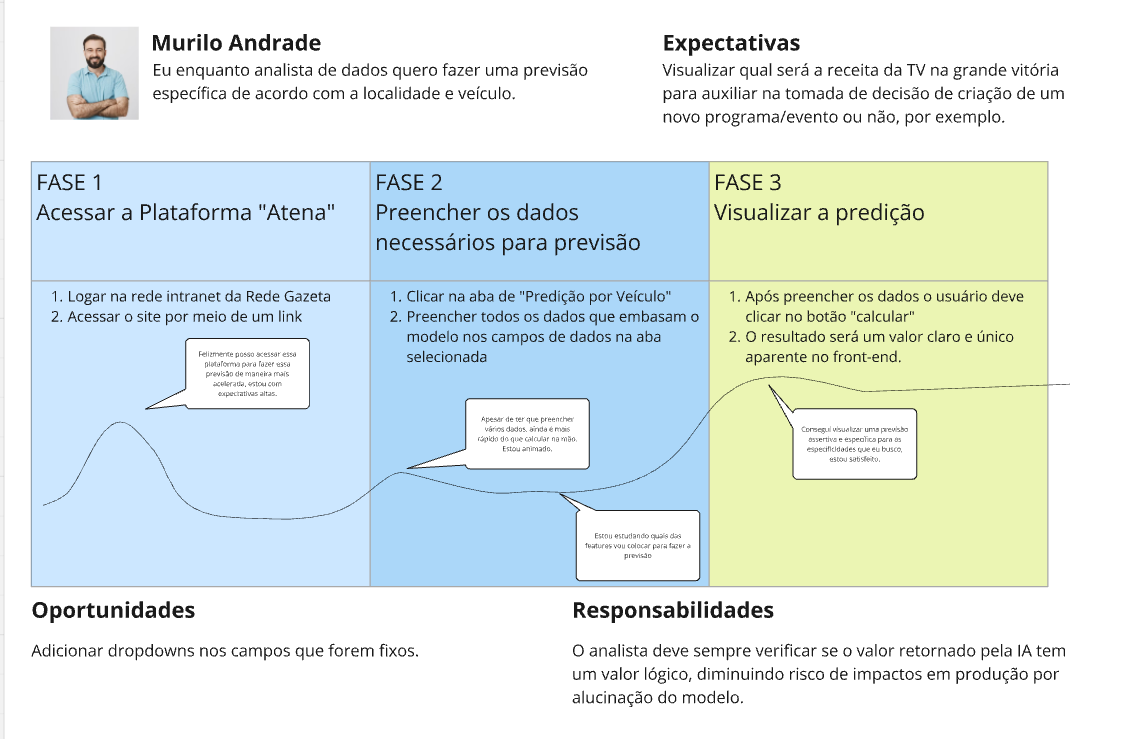 Murilo Andrade
Eu enquanto analista de dados quero fazer uma previsão
específica de acordo com a localidade e veículo.
Expectativas
Visualizar qual será a receita da TV na grande vitória
para auxiliar na tomada de decisão de criação de um
novo programa/evento ou não, por exemplo.
FASE 1
Acessar a Plataforma "Atena"
FASE 2
Preencher os dados
necessários para previsão
FASE 3
Visualizar a predição
1. Logar na rede intranet da Rede Gazeta
2. Acessar o site por meio de um link
Felizmente posso acessar essa
plataforma para fazer essa
previsão de maneira mais
acelerada, estou com
expectativas altas.
1. Clicar na aba de "Predição por Veículo"
2. Preencher todos os dados que embasam o
modelo nos campos de dados na aba
selecionada
Apesar de ter que preencher
vários dados, ainda é mais
rápido do que calcular na mão.
Estou animado.
Estou estudando quais das
features vou colocar para fazer a
previsão
1. Após preencher os dados o usuário deve
clicar no botão "calcular"
2. O resultado será um valor claro e único
aparente no front-end.
Consegui visualizar uma previsão
assertiva e específica para as
especificidades que eu busco,
estou satisfeito.
Oportunidades
Adicionar dropdowns nos campos que forem fixos.
Responsabilidades
O analista deve sempre verificar se o valor retornado pela IA tem
um valor lógico, diminuindo risco de impactos em produção por
alucinação do modelo.